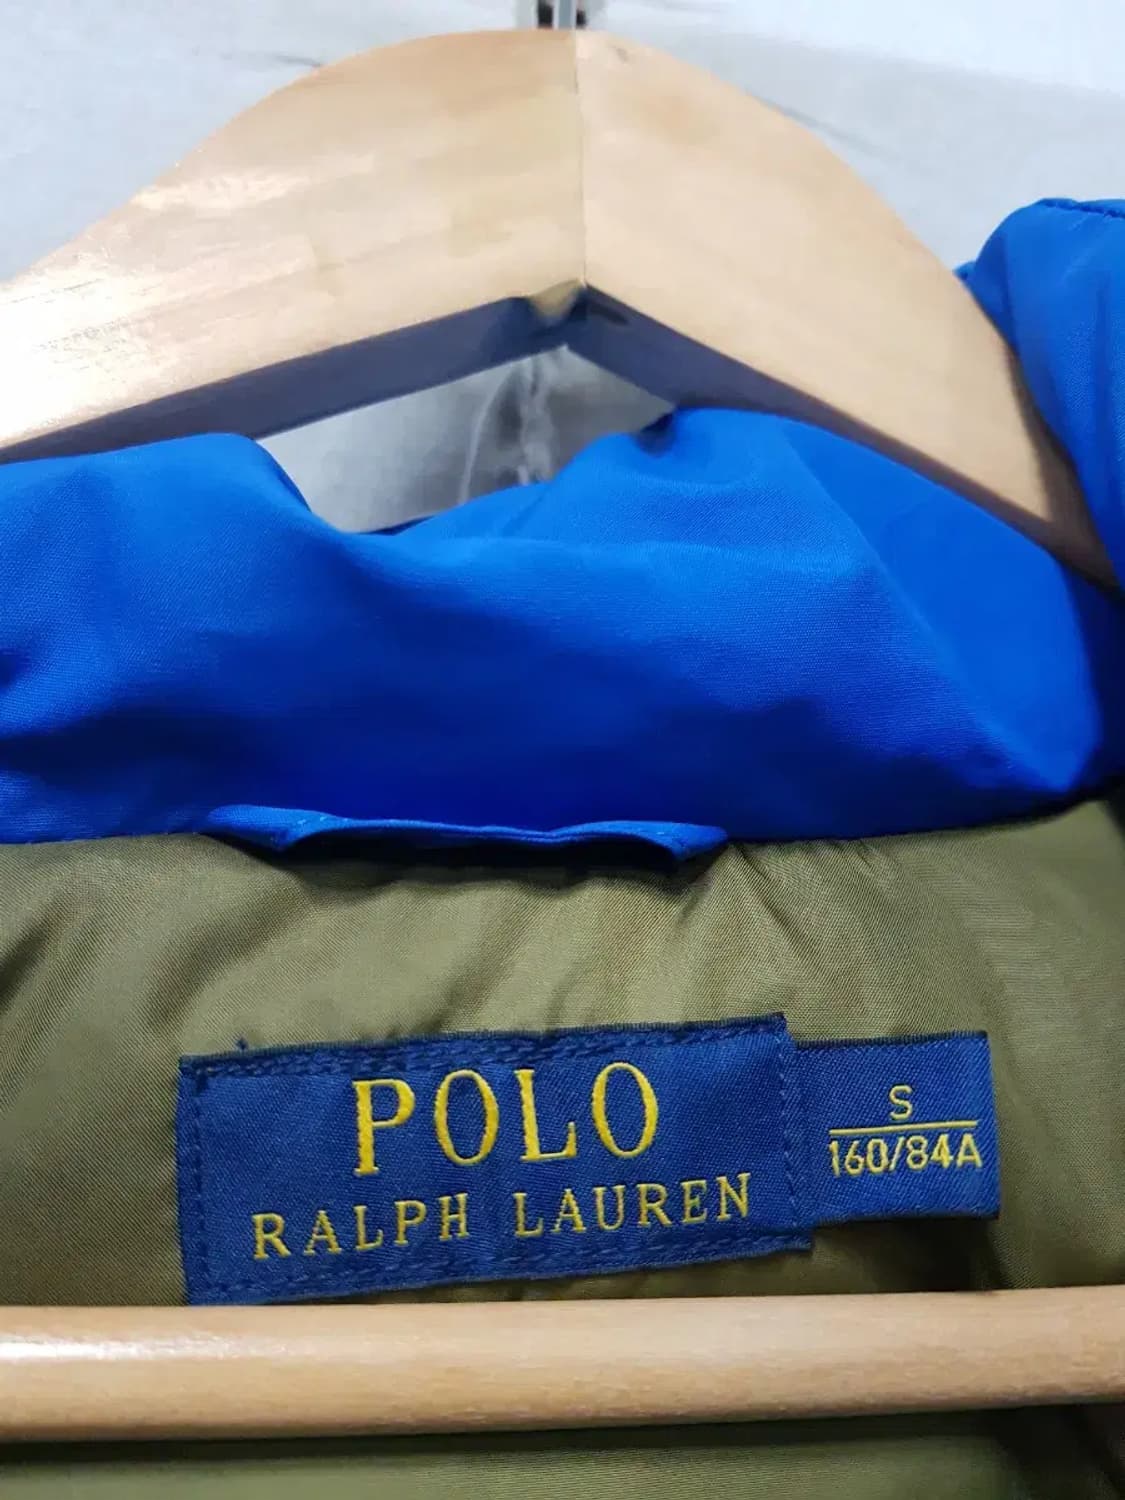 POLO
RALPH LAUREN
S
160/84A